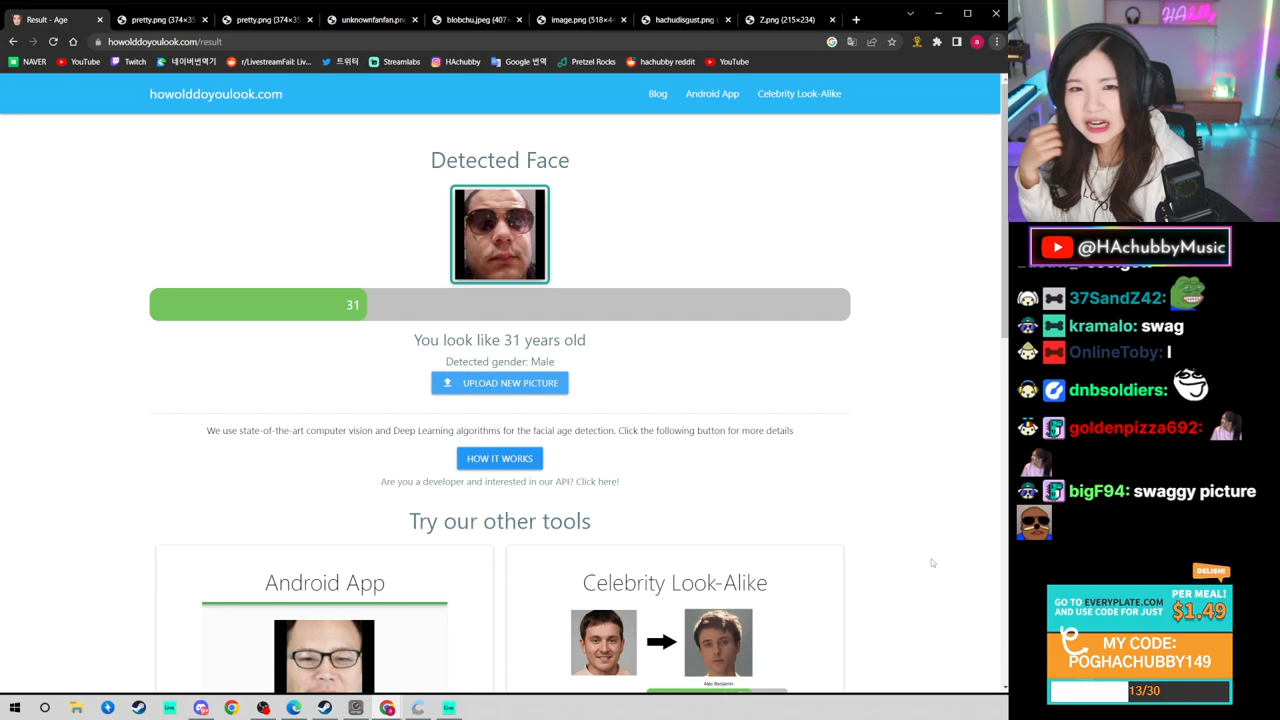 Result - Age
pretty.png (374×35
pretty.png (374×35
unknownfanfan.png
blobchu.jpeg (407×
image.png (518×4
hachudisgust.png (
Z.png (215×234)
howolddoyoulook.com/result
NAVER
YouTube
Twitch
네이버번역기
r/LivestreamFail: Liv...
트위터
Streamlabs
HAchubby
Google 번역
Pretzel Rocks
hachubby reddit
YouTube
howolddoyoulook.com
Blog
Android App
Celebrity Look-Alike
Detected Face
31
You look like 31 years old
Detected gender: Male
UPLOAD NEW PICTURE
We use state-of-the-art computer vision and Deep Learning algorithms for the facial age detection. Click the following button for more details
HOW IT WORKS
Are you a developer and interested in our API? Click here!
Try our other tools
Android App
Celebrity Look-Alike
Alec Benjamin
@HAchubbyMusic
37SandZ42:
kramalo: swag
OnlineToby: I
dnbsoldiers:
goldenpizza692:
bigF94: swaggy picture
DELISH!
GO TO EVERYPLATE.COM
AND USE CODE FOR JUST
PER MEAL!
$1.49
MY CODE:
POGHACHUBBY149
13/30